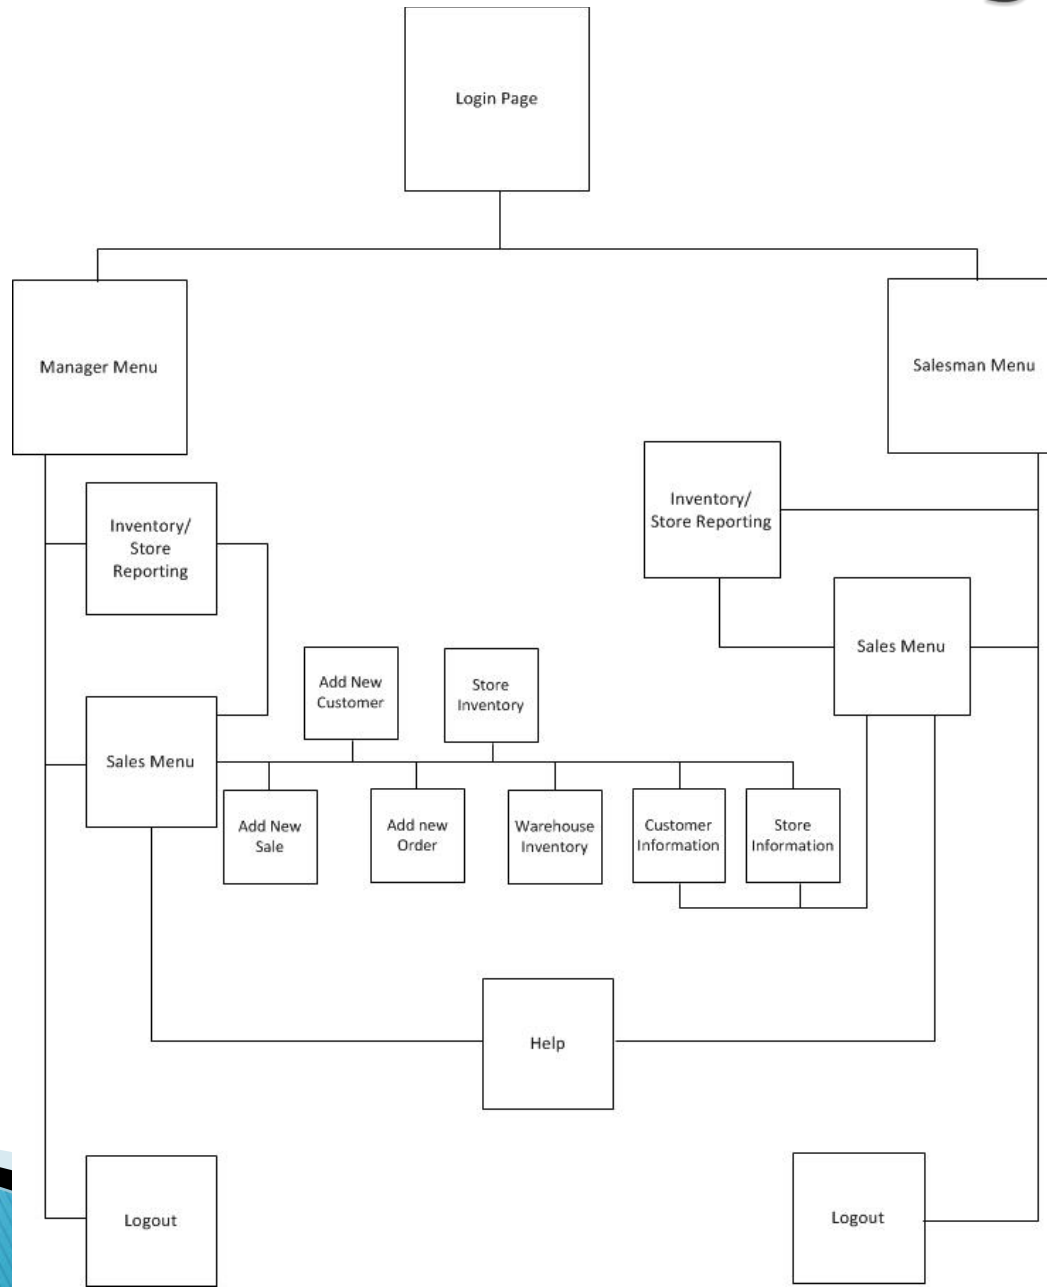 Login Page
Manager Menu
Salesman Menu
Inventory/
Store Reporting
Inventory/
Store
Reporting
Sales Menu
Add New
Customer
Store
Inventory
Sales Menu
Add New
Sale
Add new
Order
Warehouse
Inventory
Customer
Information
Store
Information
Help
Logout
Logout